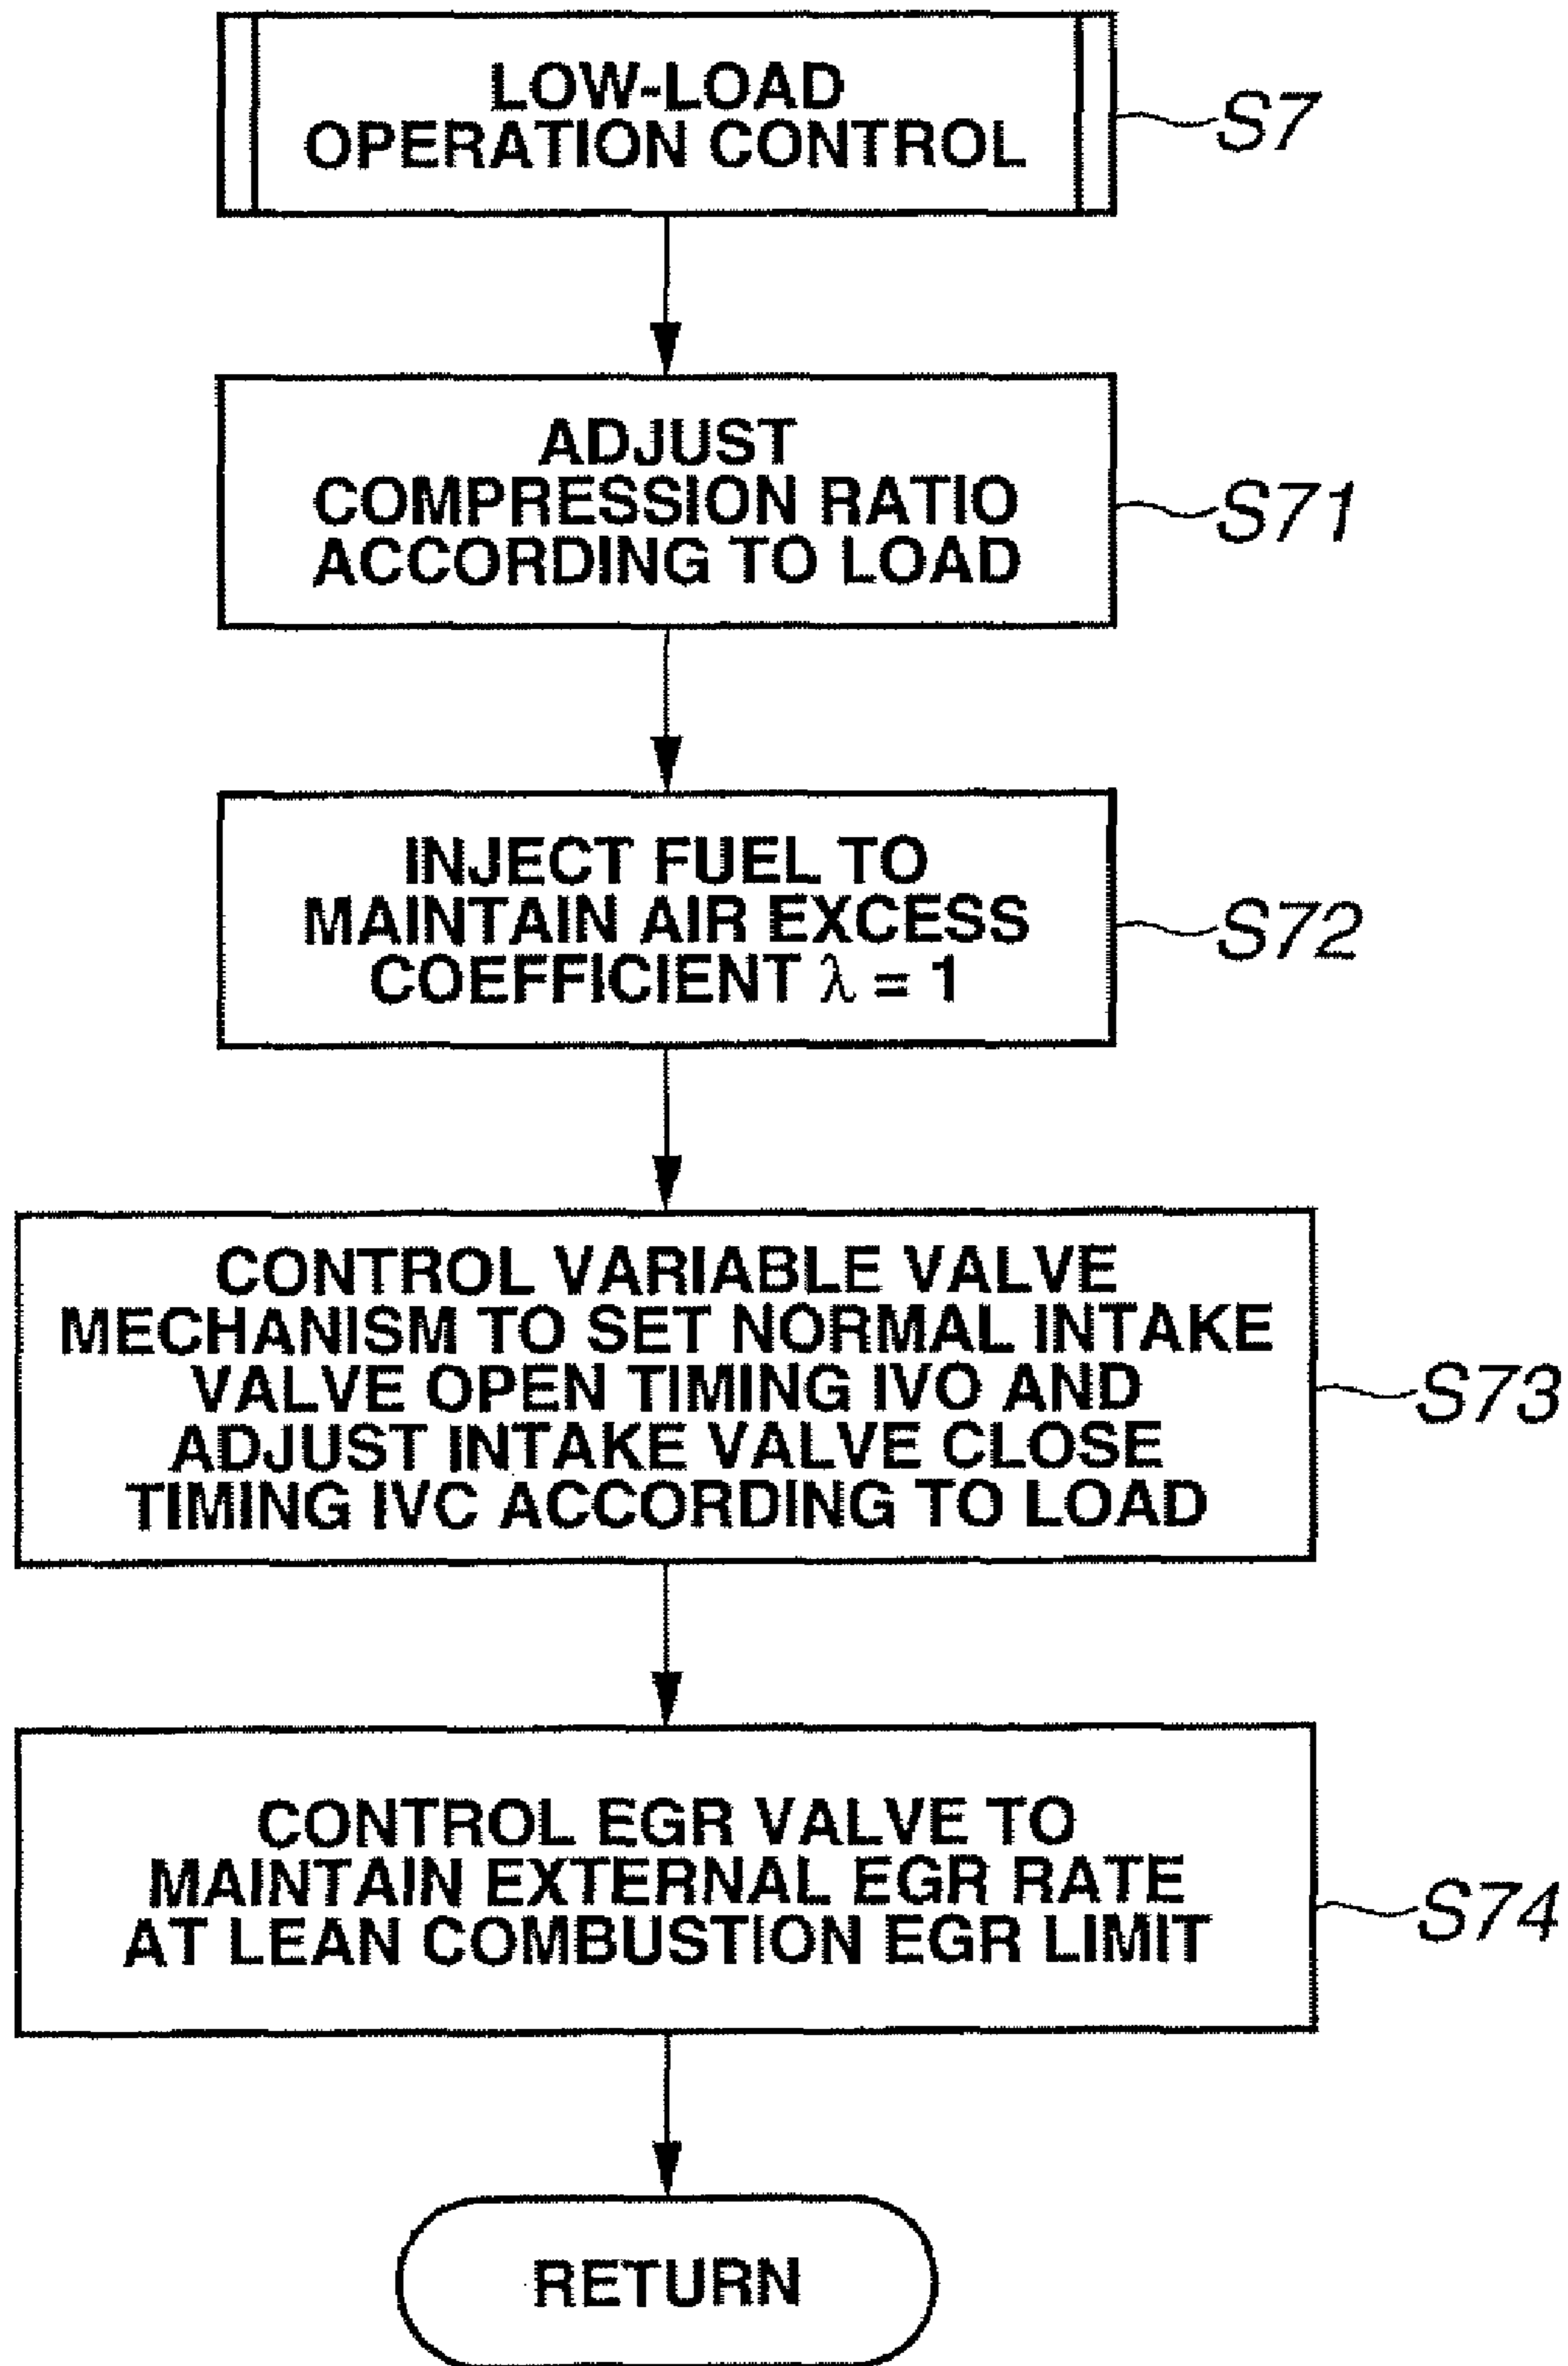 LOW-LOAD
OPERATION CONTROL
S7
ADJUST
COMPRESSION RATIO
ACCORDING TO LOAD
S71
INJECT FUEL TO
MAINTAIN AIR EXCESS
COEFFICIENT λ = 1
S72
CONTROL VARIABLE VALVE
MECHANISM TO SET NORMAL INTAKE
VALVE OPEN TIMING IVO AND
ADJUST INTAKE VALVE CLOSE
TIMING IVC ACCORDING TO LOAD
S73
CONTROL EGR VALVE TO
MAINTAIN EXTERNAL EGR RATE
AT LEAN COMBUSTION EGR LIMIT
S74
RETURN